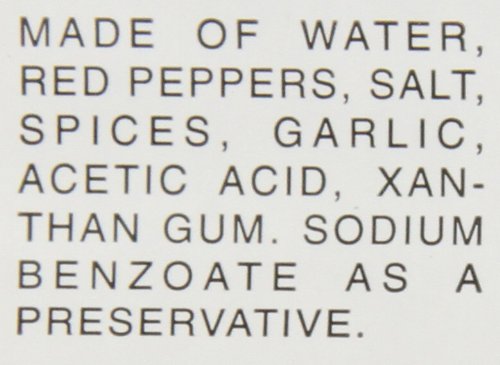 MADE OF WATER,
RED PEPPERS, SALT,
SPICES, GARLIC,
ACETIC ACID, XAN-
THAN GUM. SODIUM
BENZOATE AS A
PRESERVATIVE.